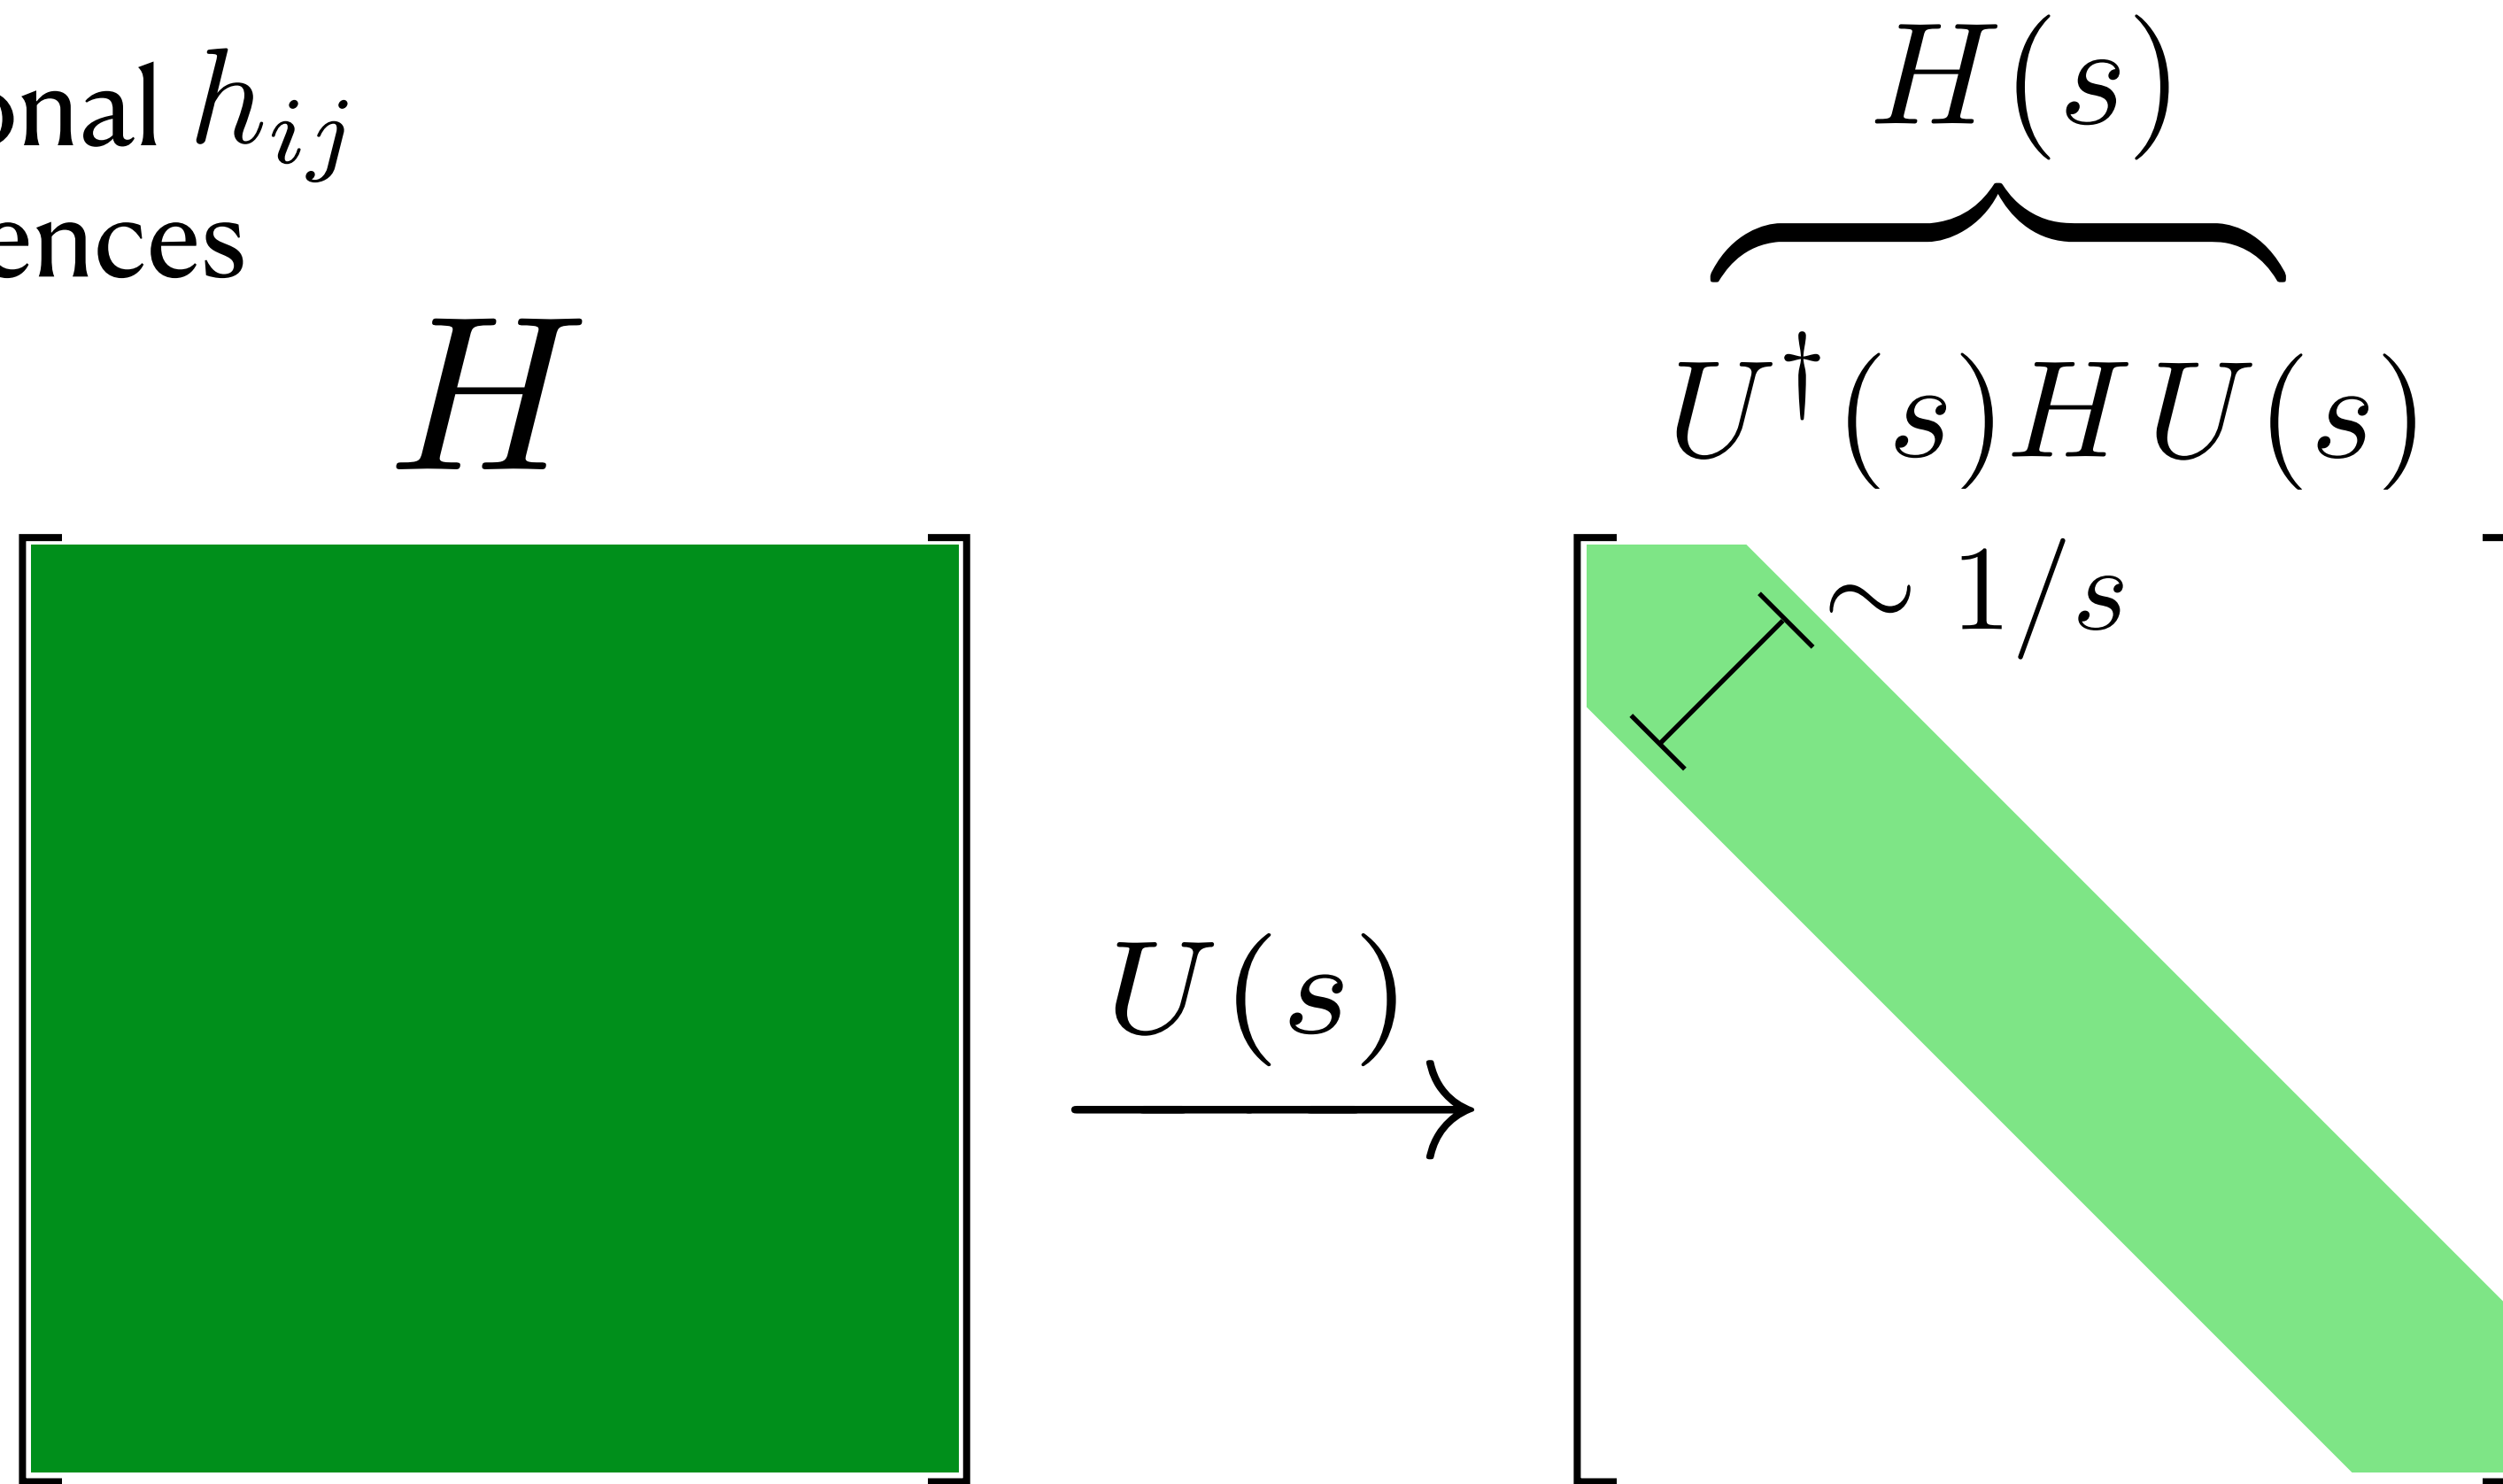 onal h_{ij}
ences
H
H(s)
U^†(s)HU(s)
∼ 1/s
U(s)